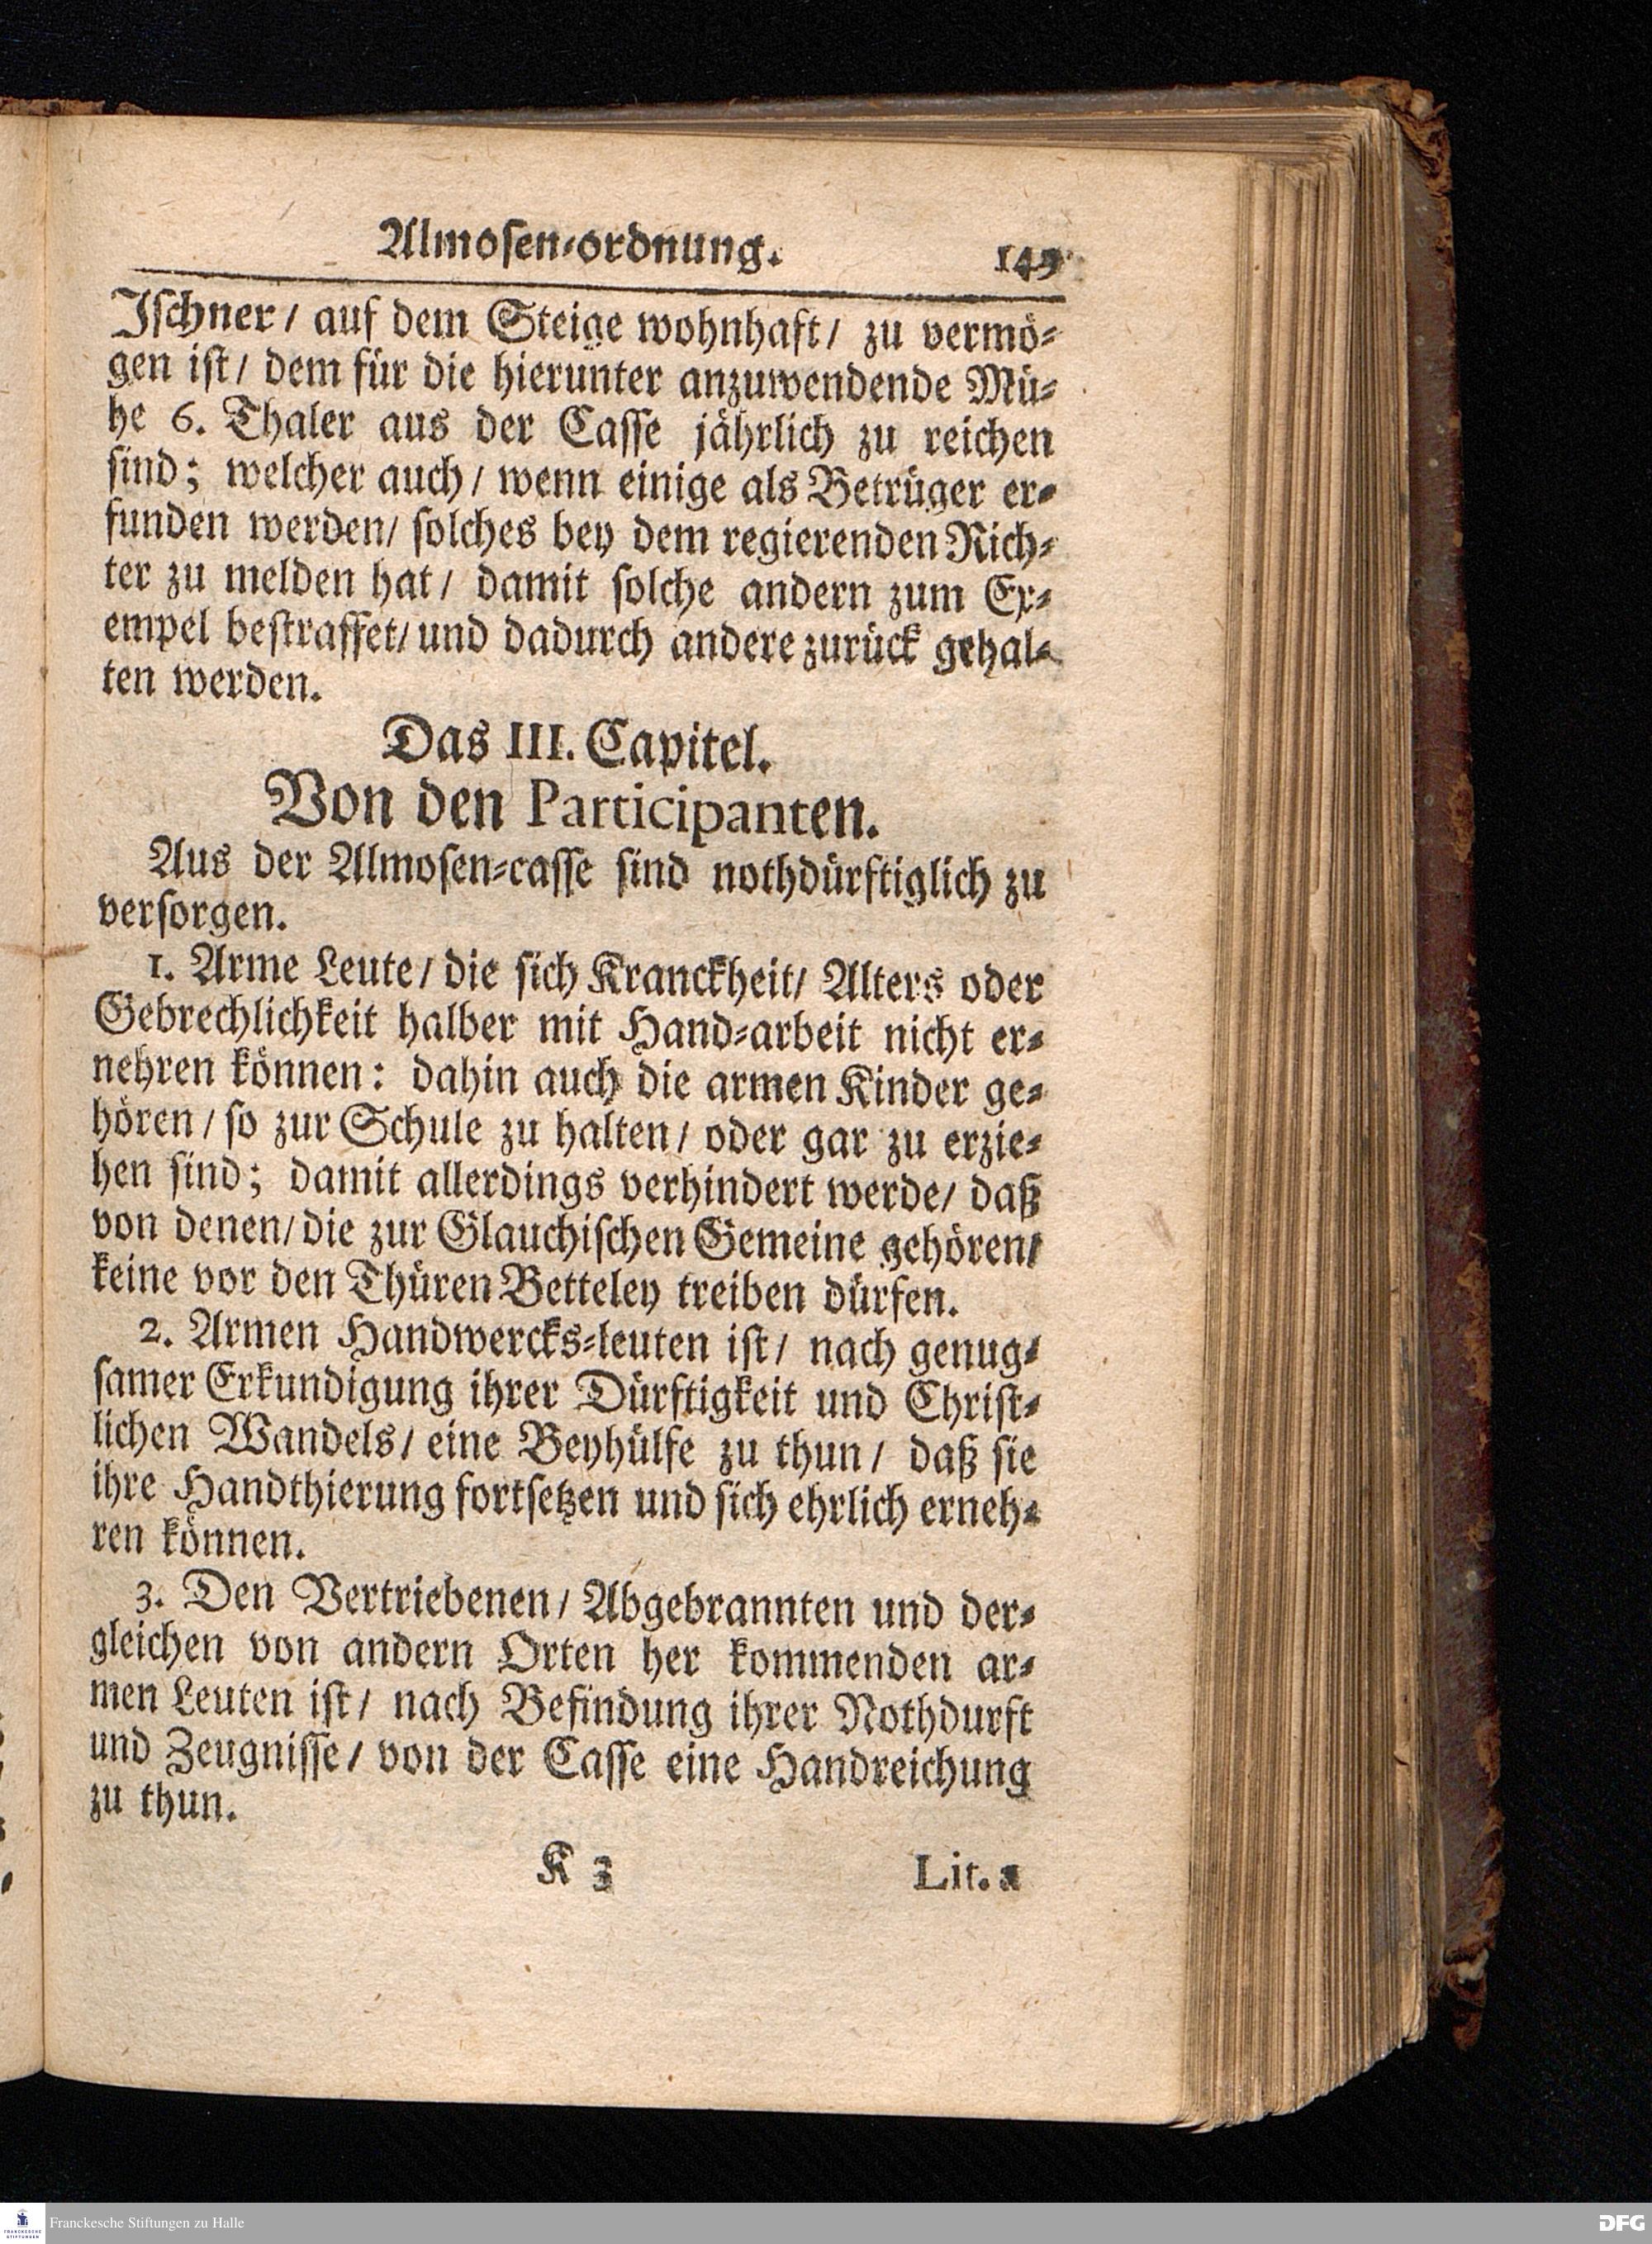 Almosen-ordnung. 149
Jschner/ auf dem Steige wohnhaft/ zu vermö-
gen ist/ dem für die hierunter anzuwendende Mü-
he 6. Thaler aus der Casse jährlich zu reichen
sind; welcher auch/ wenn einige als Betrüger er-
funden werden/ solches bey dem regierenden Rich-
ter zu melden hat/ damit solche andern zum Ex-
empel bestraffet/ und dadurch andere zurück gehal-
ten werden.
Das III. Capitel.
Von den Participanten.
Aus der Almosen-casse sind nothdürftiglich zu
versorgen.
1. Arme Leute/ die sich Kranckheit/ Alters oder
Gebrechlichkeit halber mit Hand-arbeit nicht er-
nehren können: dahin auch die armen Kinder ge-
hören/ so zur Schule zu halten/ oder gar zu erzie-
hen sind; damit allerdings verhindert werde/ daß
von denen/ die zur Glauchischen Gemeine gehören/
keine vor den Thüren Betteley treiben dürfen.
2. Armen Handwercks-leuten ist/ nach genug-
samer Erkundigung ihrer Dürftigkeit und Christ-
lichen Wandels/ eine Beyhülfe zu thun/ daß sie
ihre Handthierung fortsetzen und sich ehrlich erneh-
ren können.
3. Den Vertriebenen/ Abgebrannten und der-
gleichen von andern Orten her kommenden ar-
men Leuten ist/ nach Befindung ihrer Nothdurft
und Zeugnisse/ von der Casse eine Handreichung
zu thun.
K 3 Lit.
FRANCKESCHE STIFTUNGEN
Franckesche Stiftungen zu Halle
DFG